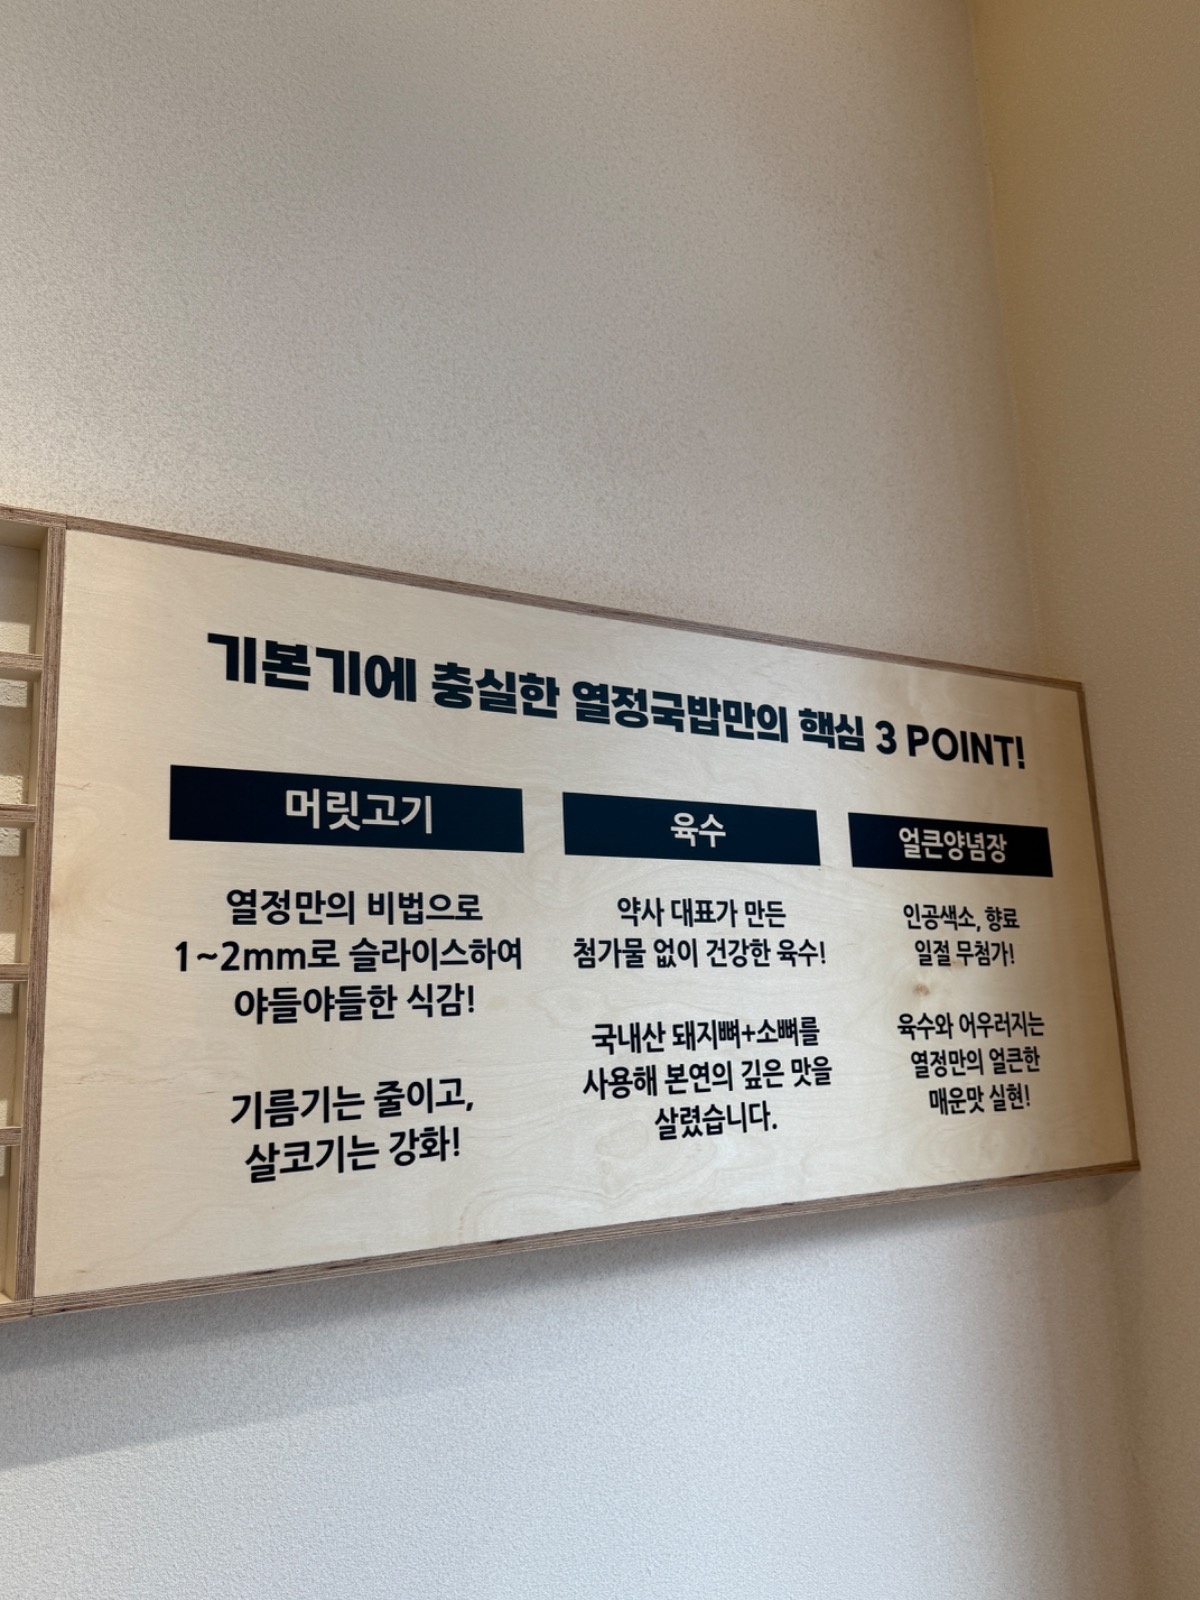 기본기에 충실한 열정국밥만의 핵심 3 POINT!
머릿고기
열정만의 비법으로
1~2mm로 슬라이스하여
야들야들한 식감!
기름기는 줄이고,
살코기는 강화!
육수
약사 대표가 만든
첨가물 없이 건강한 육수!
국내산 돼지뼈+소뼈를
사용해 본연의 깊은 맛을
살렸습니다.
얼큰양념장
인공색소, 향료
일절 무첨가!
육수와 어우러지는
열정만의 얼큰한
매운맛 실현!